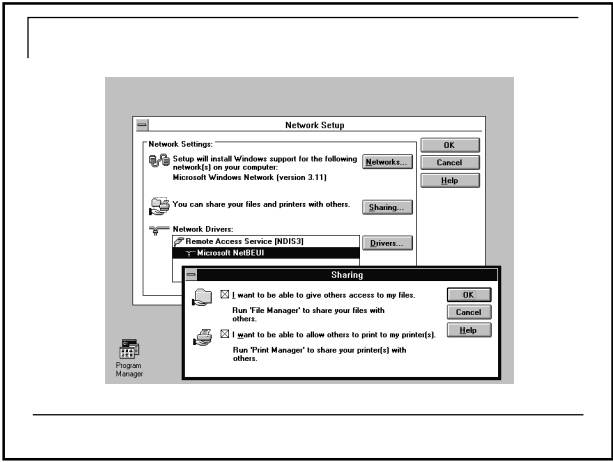 Network Setup
Network Settings:
Setup will install Windows support for the following
network(s) on your computer:
Microsoft Windows Network (version 3.11)
Networks...
You can share your files and printers with others.
Sharing...
Network Drivers:
Remote Access Service [NDIS3]
Microsoft NetBEUI
Drivers...
OK
Cancel
Help
Sharing
I want to be able to give others access to my files.
Run 'File Manager' to share your files with
others.
I want to be able to allow others to print to my printer(s).
Run 'Print Manager' to share your printer(s) with
others.
OK
Cancel
Help
Program
Manager